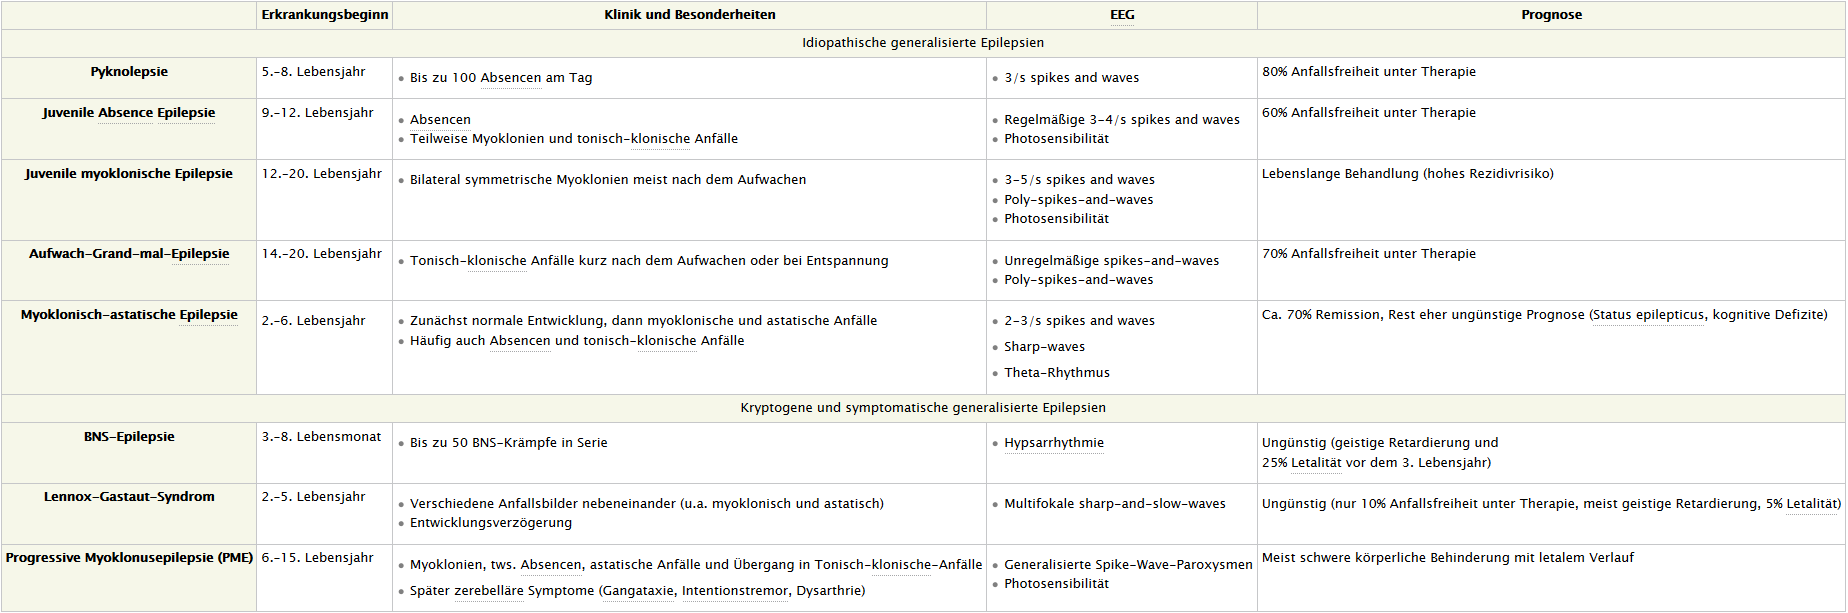 Erkrankungsbeginn Klinik und Besonderheiten EEG Prognose
Idiopathische generalisierte Epilepsien
Pyknolepsie 5.–8. Lebensjahr Bis zu 100 Absencen am Tag 3/s spikes and waves 80% Anfallsfreiheit unter Therapie
Juvenile Absence Epilepsie 9.–12. Lebensjahr Absencen Regelmäßige 3–4/s spikes and waves 60% Anfallsfreiheit unter Therapie
Teilweise Myoklonien und tonisch-klonische Anfälle Photosensibilität
Juvenile myoklonische Epilepsie 12.–20. Lebensjahr Bilateral symmetrische Myoklonien meist nach dem Aufwachen 3–5/s spikes and waves Lebenslange Behandlung (hohes Rezidivrisiko)
Poly-spikes-and-waves
Photosensibilität
Aufwach-Grand-mal-Epilepsie 14.–20. Lebensjahr Tonisch-klonische Anfälle kurz nach dem Aufwachen oder bei Entspannung Unregelmäßige spikes-and-waves 70% Anfallsfreiheit unter Therapie
Poly-spikes-and-waves
Myoklonisch-astatische Epilepsie 2.–6. Lebensjahr Zunächst normale Entwicklung, dann myoklonische und astatische Anfälle 2–3/s spikes and waves Ca. 70% Remission, Rest eher ungünstige Prognose (Status epilepticus, kognitive Defizite)
Häufig auch Absencen und tonisch-klonische Anfälle Sharp-waves
Theta-Rhythmus
Kryptogene und symptomatische generalisierte Epilepsien
BNS-Epilepsie 3.–8. Lebensmonat Bis zu 50 BNS-Krämpfe in Serie Hypsarrhythmie Ungünstig (geistige Retardierung und
25% Letalität vor dem 3. Lebensjahr)
Lennox-Gastaut-Syndrom 2.–5. Lebensjahr Verschiedene Anfallsbilder nebeneinander (u.a. myoklonisch und astatisch) Multifokale sharp-and-slow-waves Ungünstig (nur 10% Anfallsfreiheit unter Therapie, meist geistige Retardierung, 5% Letalität)
Entwicklungsverzögerung
Progressive Myoklonusepilepsie (PME) 6.–15. Lebensjahr Myoklonien, tws. Absencen, astatische Anfälle und Übergang in Tonisch-klonische-Anfälle Generalisierte Spike-Wave-Paroxysmen Meist schwere körperliche Behinderung mit letalem Verlauf
Später zerebelläre Symptome (Gangataxie, Intentionstremor, Dysarthrie) Photosensibilität